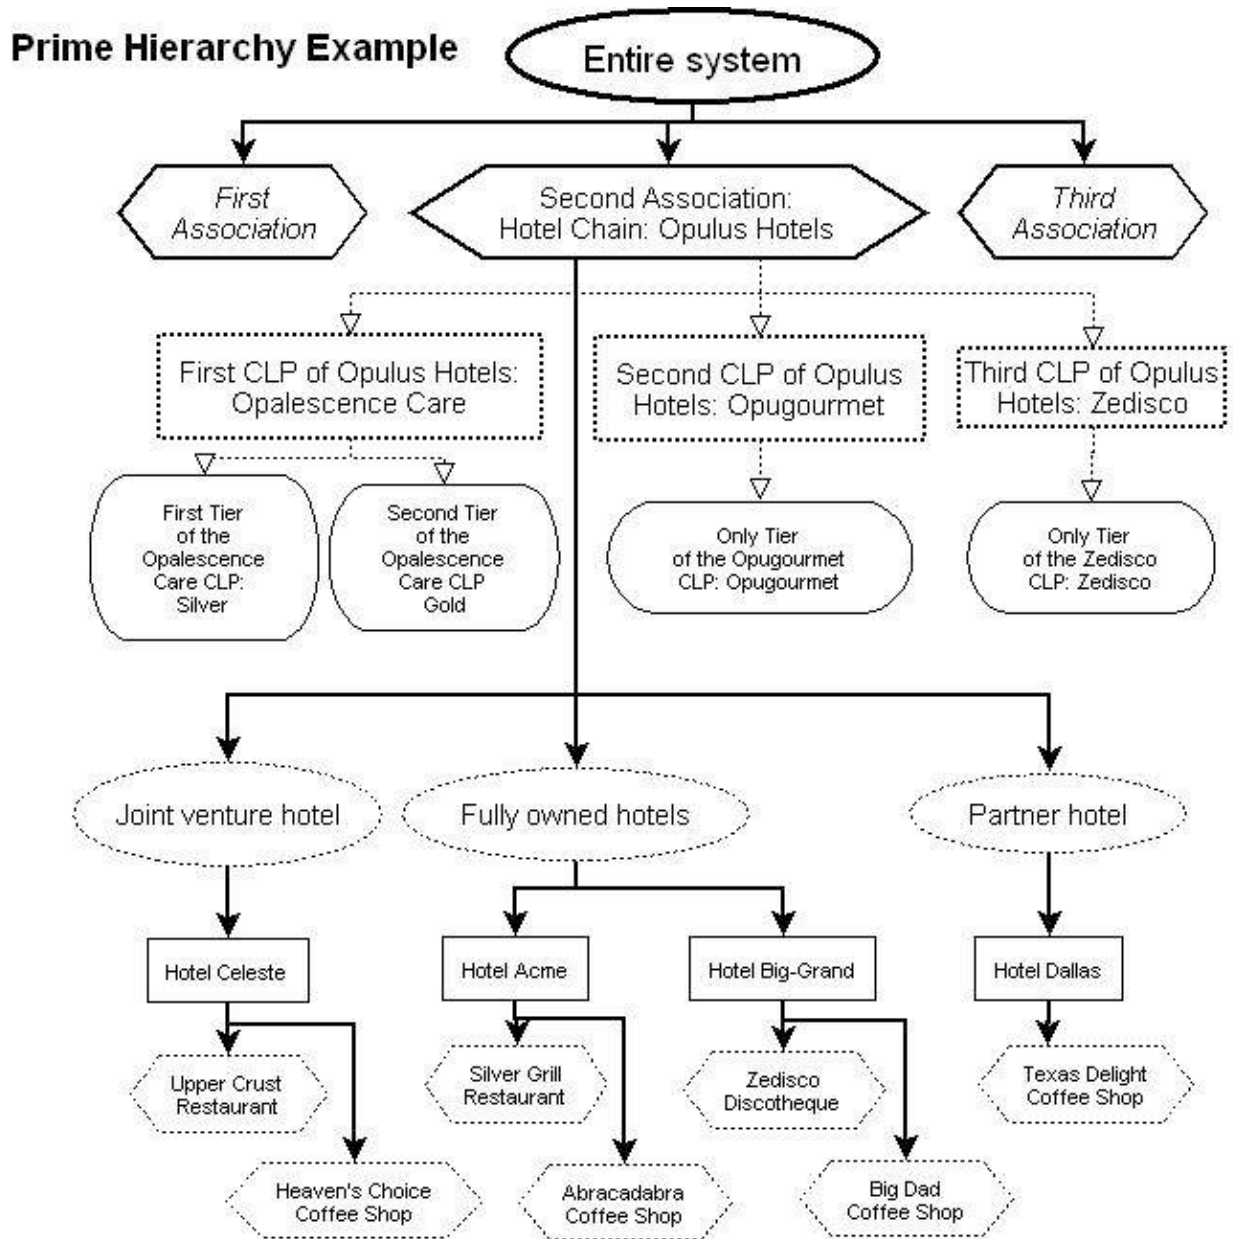 Prime Hierarchy Example
Entire system
First
Association
Second Association:
Hotel Chain: Opulus Hotels
Third
Association
First CLP of Opulus Hotels:
Opalescence Care
Second CLP of Opulus
Hotels: Opugourmet
Third CLP of Opulus
Hotels: Zedisco
First Tier
of the
Opalescence
Care CLP:
Silver
Second Tier
of the
Opalescence
Care CLP
Gold
Only Tier
of the Opugourmet
CLP: Opugourmet
Only Tier
of the Zedisco
CLP: Zedisco
Joint venture hotel
Fully owned hotels
Partner hotel
Hotel Celeste
Hotel Acme
Hotel Big-Grand
Hotel Dallas
Upper Crust
Restaurant
Silver Grill
Restaurant
Zedisco
Discotheque
Texas Delight
Coffee Shop
Heaven's Choice
Coffee Shop
Abracadabra
Coffee Shop
Big Dad
Coffee Shop